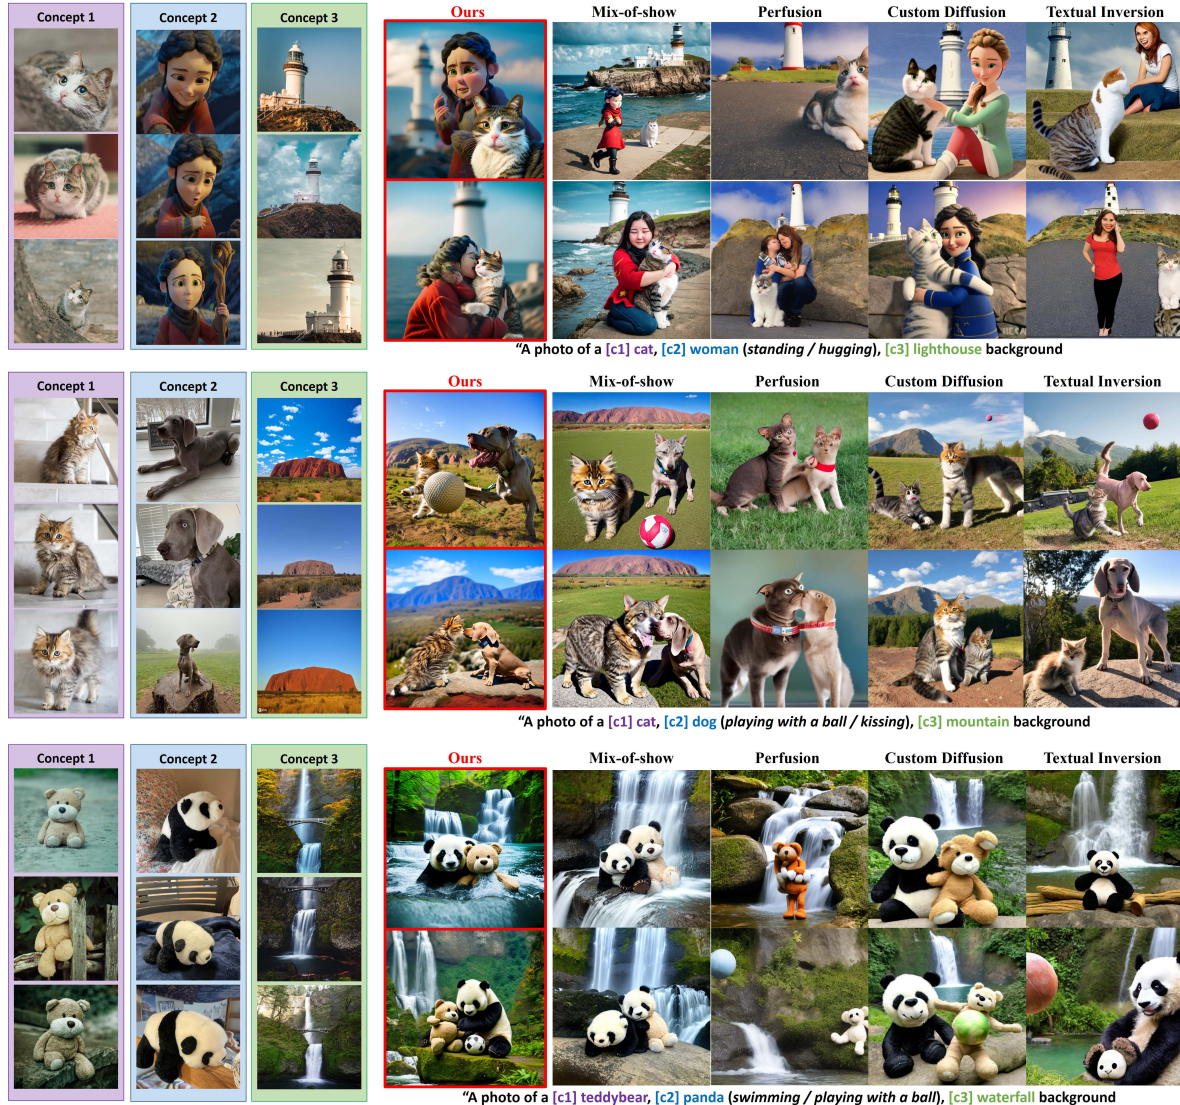 Concept 1 Concept 2 Concept 3 Ours Mix-of-show Perfusion Custom Diffusion Textual Inversion
“A photo of a [c1] cat, [c2] woman (standing / hugging), [c3] lighthouse background
Concept 1 Concept 2 Concept 3 Ours Mix-of-show Perfusion Custom Diffusion Textual Inversion
“A photo of a [c1] cat, [c2] dog (playing with a ball / kissing), [c3] mountain background
Concept 1 Concept 2 Concept 3 Ours Mix-of-show Perfusion Custom Diffusion Textual Inversion
“A photo of a [c1] teddybear, [c2] panda (swimming / playing with a ball), [c3] waterfall background